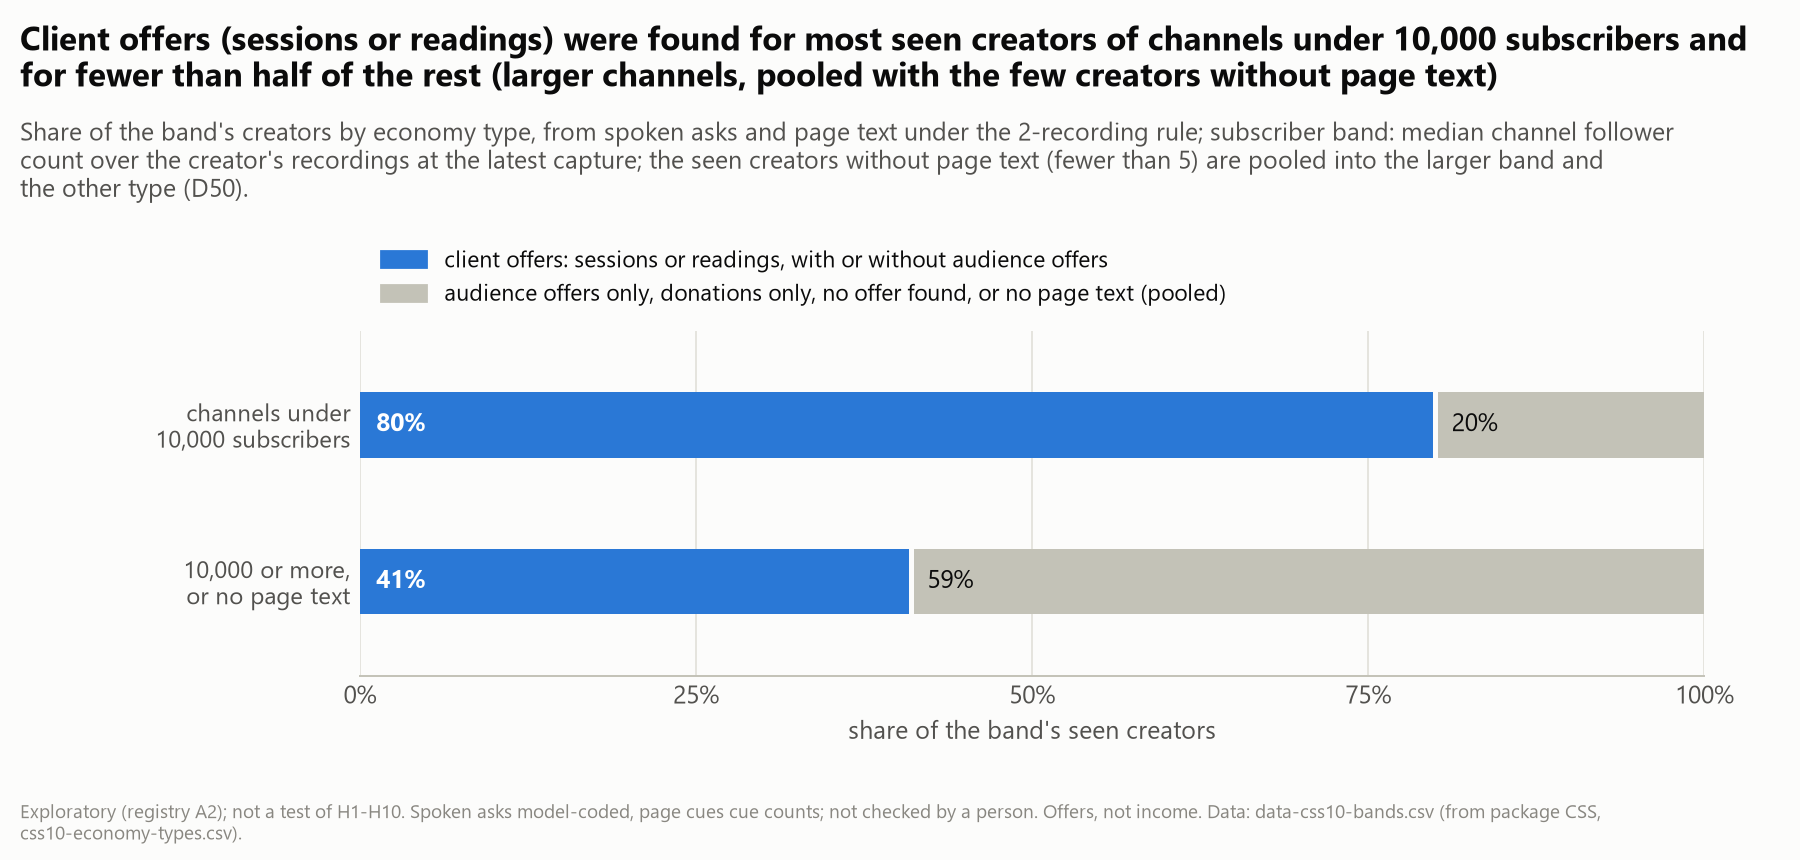 Client offers (sessions or readings) were found for most seen creators of channels under 10,000 subscribers and
for fewer than half of the rest (larger channels, pooled with the few creators without page text)
Share of the band's creators by economy type, from spoken asks and page text under the 2-recording rule; subscriber band: median channel follower
count over the creator's recordings at the latest capture; the seen creators without page text (fewer than 5) are pooled into the larger band and
the other type (D50).
client offers: sessions or readings, with or without audience offers
audience offers only, donations only, no offer found, or no page text (pooled)
channels under
10,000 subscribers
80%
20%
10,000 or more,
or no page text
41%
59%
0%
25%
50%
75%
100%
share of the band's seen creators
Exploratory (registry A2); not a test of H1-H10. Spoken asks model-coded, page cues cue counts; not checked by a person. Offers, not income. Data: data-css10-bands.csv (from package CSS,
css10-economy-types.csv).